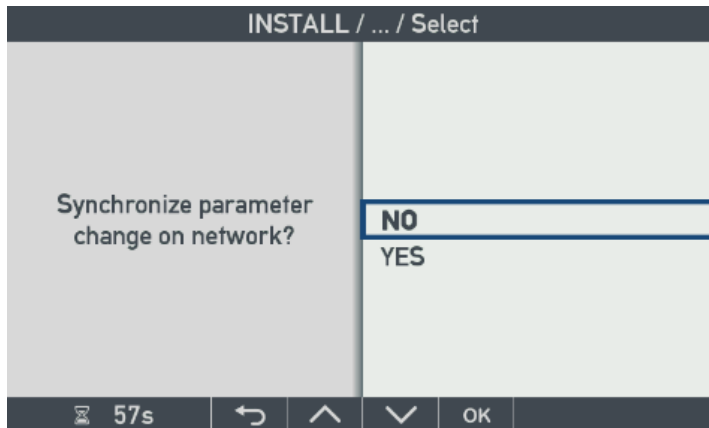 INSTALL / ... / Select
Synchronize parameter
change on network?
NO
YES
57s
OK